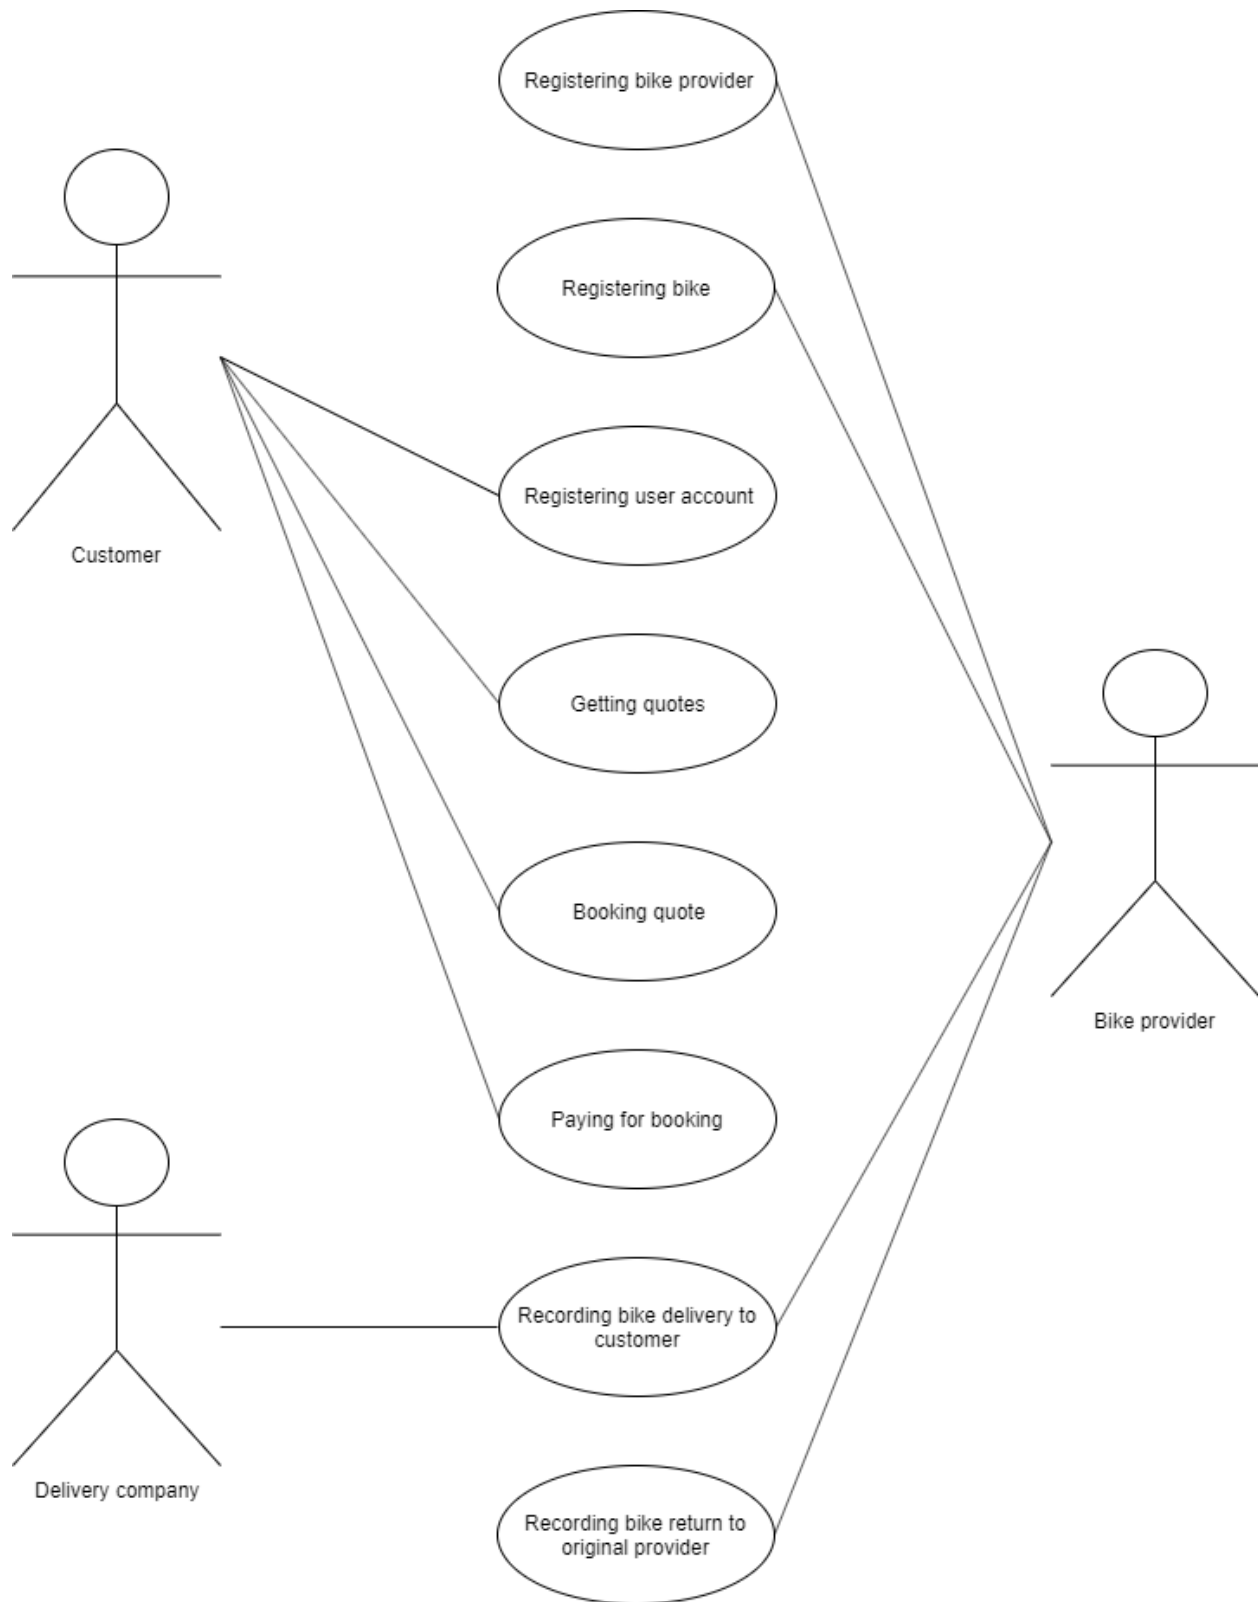 Registering bike provider
Registering bike
Registering user account
Customer
Getting quotes
Booking quote
Bike provider
Paying for booking
Recording bike delivery to
customer
Delivery company
Recording bike return to
original provider